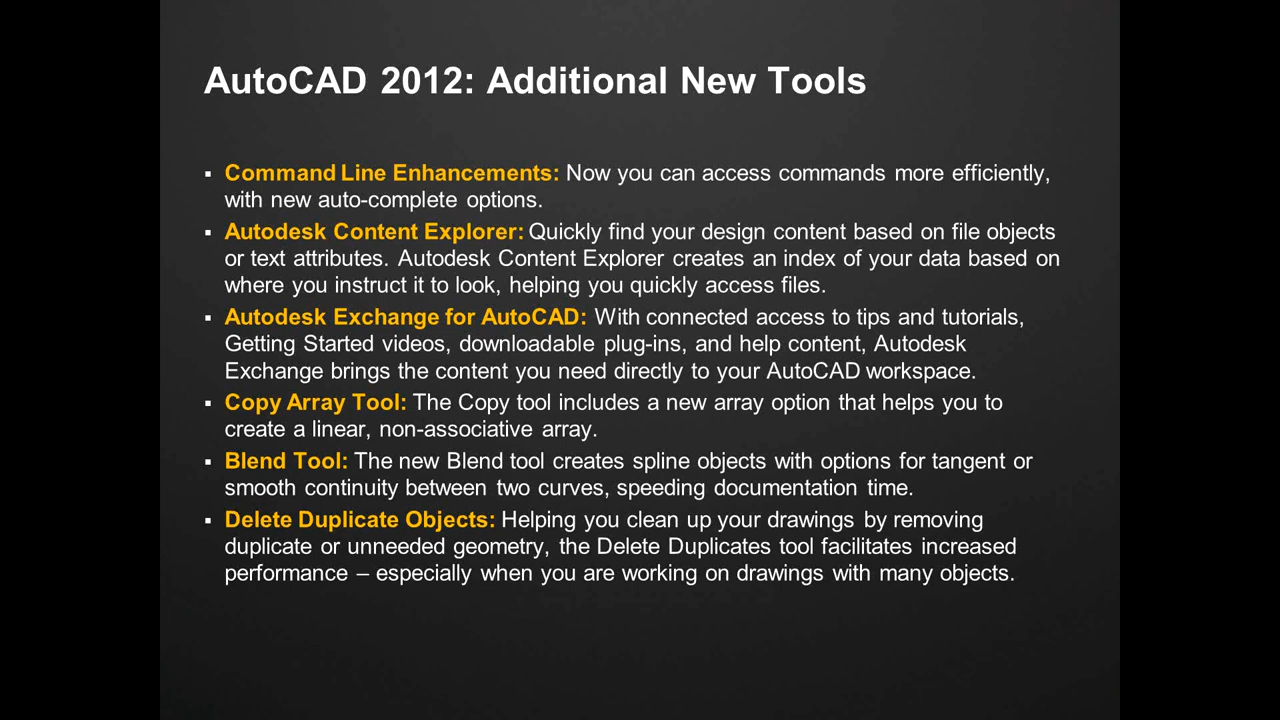 AutoCAD 2012: Additional New Tools
▪ Command Line Enhancements: Now you can access commands more efficiently,
with new auto-complete options.
▪ Autodesk Content Explorer: Quickly find your design content based on file objects
or text attributes. Autodesk Content Explorer creates an index of your data based on
where you instruct it to look, helping you quickly access files.
▪ Autodesk Exchange for AutoCAD: With connected access to tips and tutorials,
Getting Started videos, downloadable plug-ins, and help content, Autodesk
Exchange brings the content you need directly to your AutoCAD workspace.
▪ Copy Array Tool: The Copy tool includes a new array option that helps you to
create a linear, non-associative array.
▪ Blend Tool: The new Blend tool creates spline objects with options for tangent or
smooth continuity between two curves, speeding documentation time.
▪ Delete Duplicate Objects: Helping you clean up your drawings by removing
duplicate or unneeded geometry, the Delete Duplicates tool facilitates increased
performance – especially when you are working on drawings with many objects.